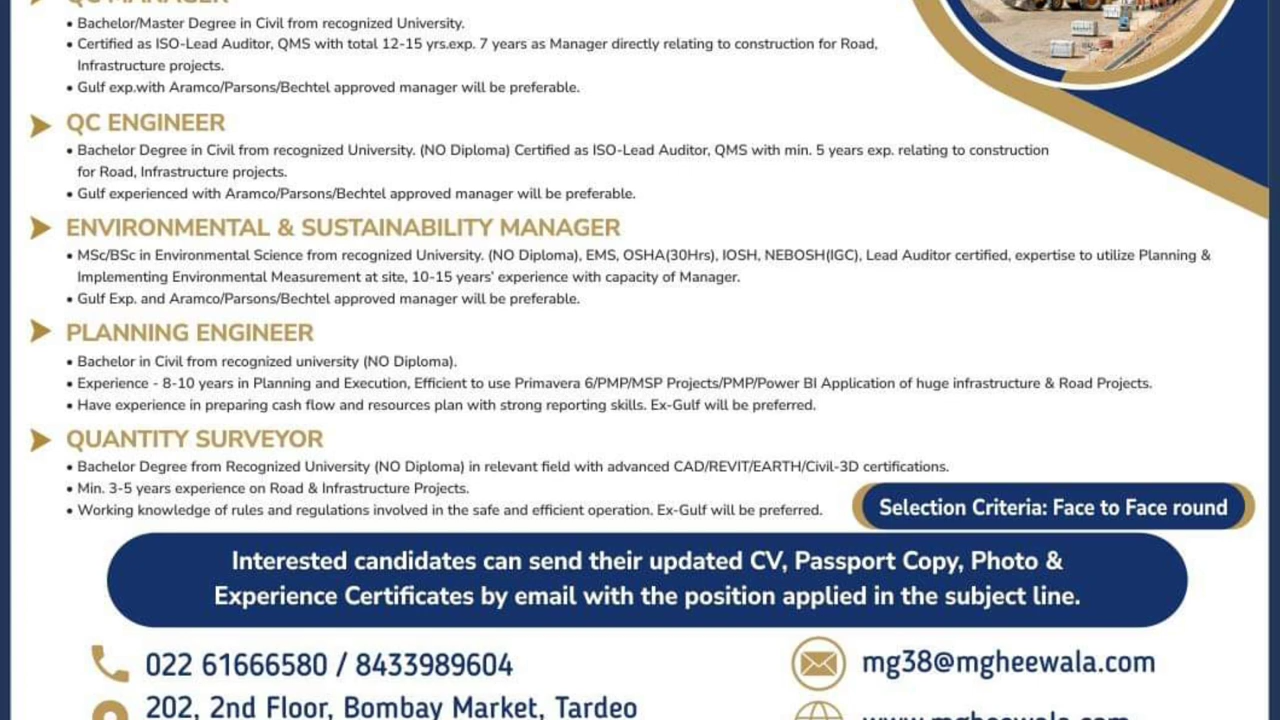 QC MANAGER
• Bachelor/Master Degree in Civil from recognized University.
• Certified as ISO-Lead Auditor, QMS with total 12-15 yrs.exp. 7 years as Manager directly relating to construction for Road,
Infrastructure projects.
• Gulf exp.with Aramco/Parsons/Bechtel approved manager will be preferable.
QC ENGINEER
• Bachelor Degree in Civil from recognized University. (NO Diploma) Certified as ISO-Lead Auditor, QMS with min. 5 years exp. relating to construction
for Road, Infrastructure projects.
• Gulf experienced with Aramco/Parsons/Bechtel approved manager will be preferable.
ENVIRONMENTAL & SUSTAINABILITY MANAGER
• MSc/BSc in Environmental Science from recognized University. (NO Diploma), EMS, OSHA(30Hrs), IOSH, NEBOSH(IGC), Lead Auditor certified, expertise to utilize Planning &
Implementing Environmental Measurement at site, 10-15 years' experience with capacity of Manager.
• Gulf Exp. and Aramco/Parsons/Bechtel approved manager will be preferable.
PLANNING ENGINEER
• Bachelor in Civil from recognized university (NO Diploma).
• Experience - 8-10 years in Planning and Execution, Efficient to use Primavera 6/PMP/MSP Projects/PMP/Power BI Application of huge infrastructure & Road Projects.
• Have experience in preparing cash flow and resources plan with strong reporting skills. Ex-Gulf will be preferred.
QUANTITY SURVEYOR
• Bachelor Degree from Recognized University (NO Diploma) in relevant field with advanced CAD/REVIT/EARTH/Civil-3D certifications.
• Min. 3-5 years experience on Road & Infrastructure Projects.
• Working knowledge of rules and regulations involved in the safe and efficient operation. Ex-Gulf will be preferred.
Selection Criteria: Face to Face round
Interested candidates can send their updated CV, Passport Copy, Photo &
Experience Certificates by email with the position applied in the subject line.
022 61666580 / 8433989604
mg38@mgheewala.com
202, 2nd Floor, Bombay Market, Tardeo
www.mgheewala.com